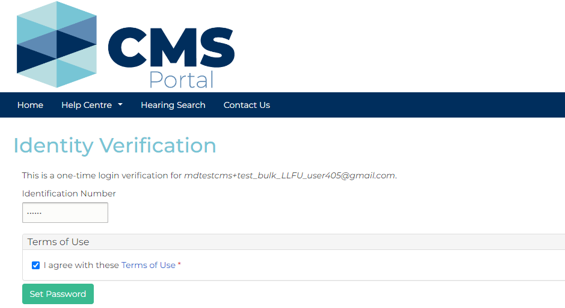 CMS
Portal
Home Help Centre Hearing Search Contact Us
Identity Verification
This is a one-time login verification for mdtestcms+test_bulk_LLFU_user405@gmail.com.
Identification Number
······
Terms of Use
I agree with these Terms of Use *
Set Password